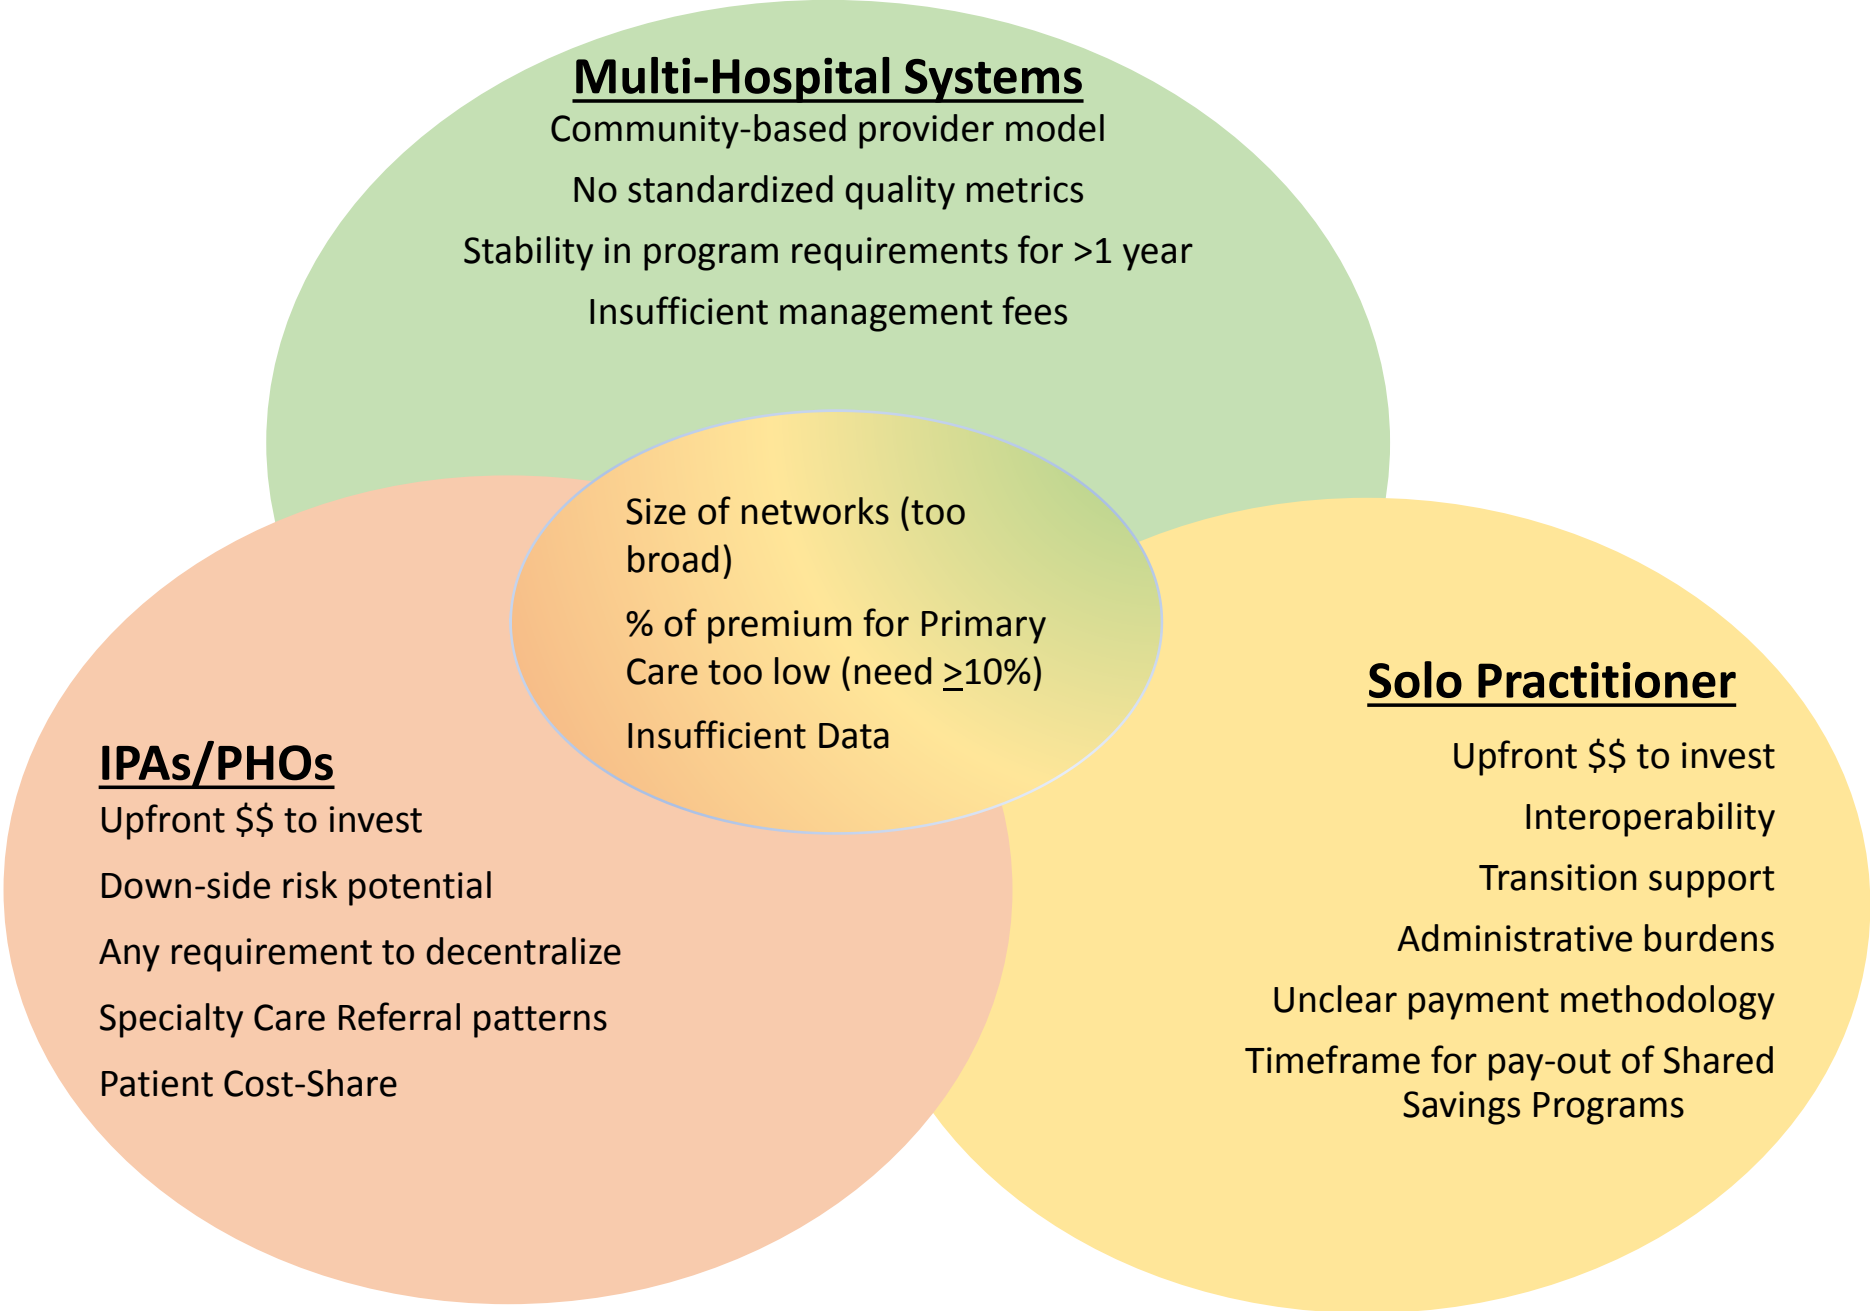 Multi-Hospital Systems
Community-based provider model
No standardized quality metrics
Stability in program requirements for >1 year
Insufficient management fees
Size of networks (too
broad)
% of premium for Primary
Care too low (need ≥10%)
Insufficient Data
IPAs/PHOs
Upfront $$ to invest
Down-side risk potential
Any requirement to decentralize
Specialty Care Referral patterns
Patient Cost-Share
Solo Practitioner
Upfront $$ to invest
Interoperability
Transition support
Administrative burdens
Unclear payment methodology
Timeframe for pay-out of Shared
Savings Programs